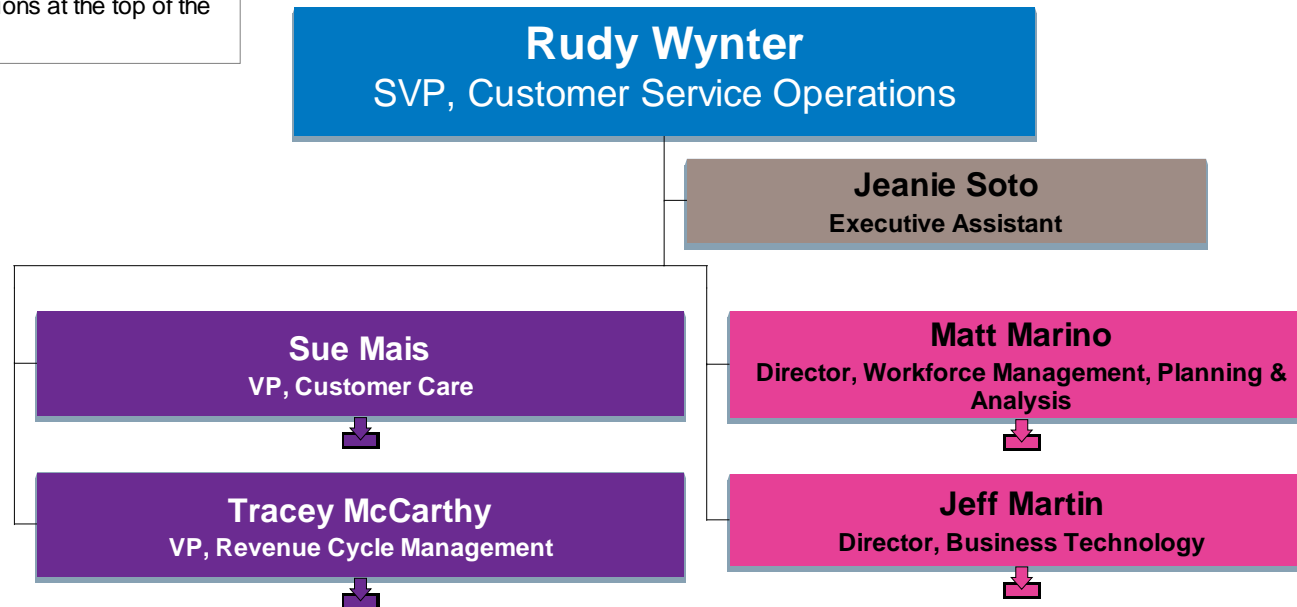 ions at the top of the
Rudy Wynter
SVP, Customer Service Operations
Jeanie Soto
Executive Assistant
Sue Mais
VP, Customer Care
Matt Marino
Director, Workforce Management, Planning &
Analysis
Tracey McCarthy
VP, Revenue Cycle Management
Jeff Martin
Director, Business Technology